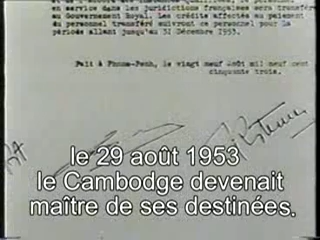 en service dans les juridictions françaises sera transféré
au Gouvernement Royal. Les crédits affectés au paiement
du personnel transféré suivront ce personnel pour la
période allant jusqu'au 31 Décembre 1953.
Fait à Phnom-Penh, le vingt neuf Août mil neuf cent
cinquante trois.
le 29 août 1953
le Cambodge devenait
maître de ses destinées.